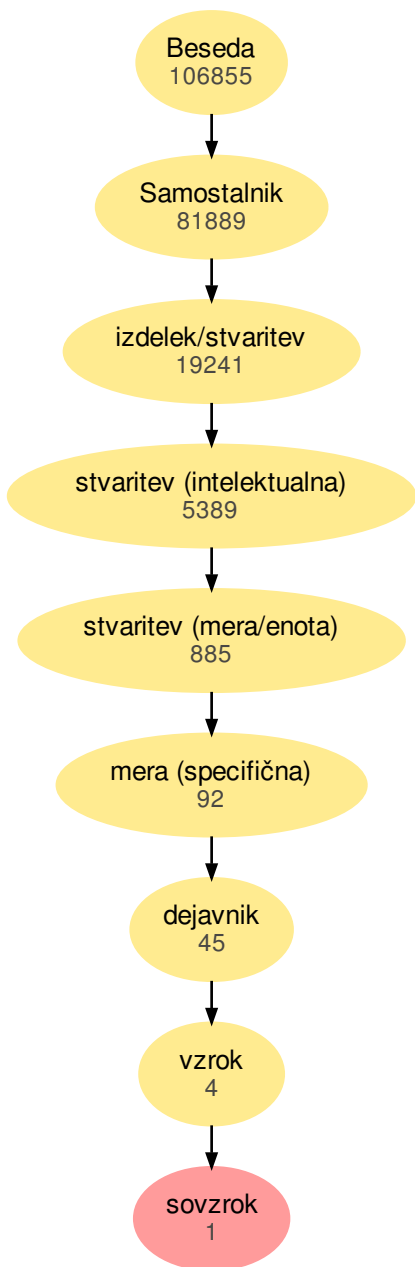 Beseda
106855
Samostalnik
81889
izdelek/stvaritev
19241
stvaritev (intelektualna)
5389
stvaritev (mera/enota)
885
mera (specifična)
92
dejavnik
45
vzrok
4
sovzrok
1